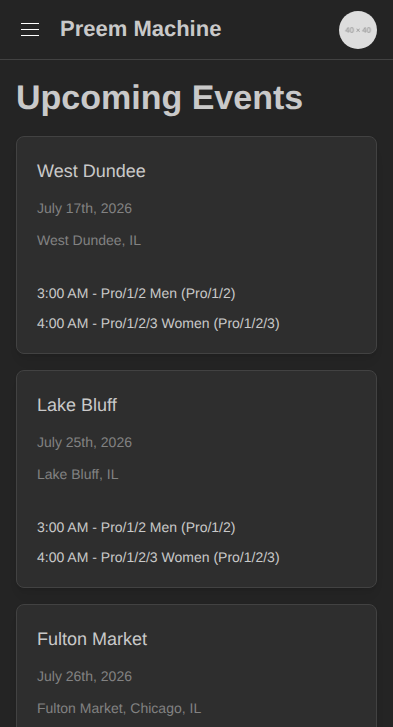 Preem Machine
40 × 40
Upcoming Events
West Dundee
July 17th, 2026
West Dundee, IL
3:00 AM - Pro/1/2 Men (Pro/1/2)
4:00 AM - Pro/1/2/3 Women (Pro/1/2/3)
Lake Bluff
July 25th, 2026
Lake Bluff, IL
3:00 AM - Pro/1/2 Men (Pro/1/2)
4:00 AM - Pro/1/2/3 Women (Pro/1/2/3)
Fulton Market
July 26th, 2026
Fulton Market, Chicago, IL